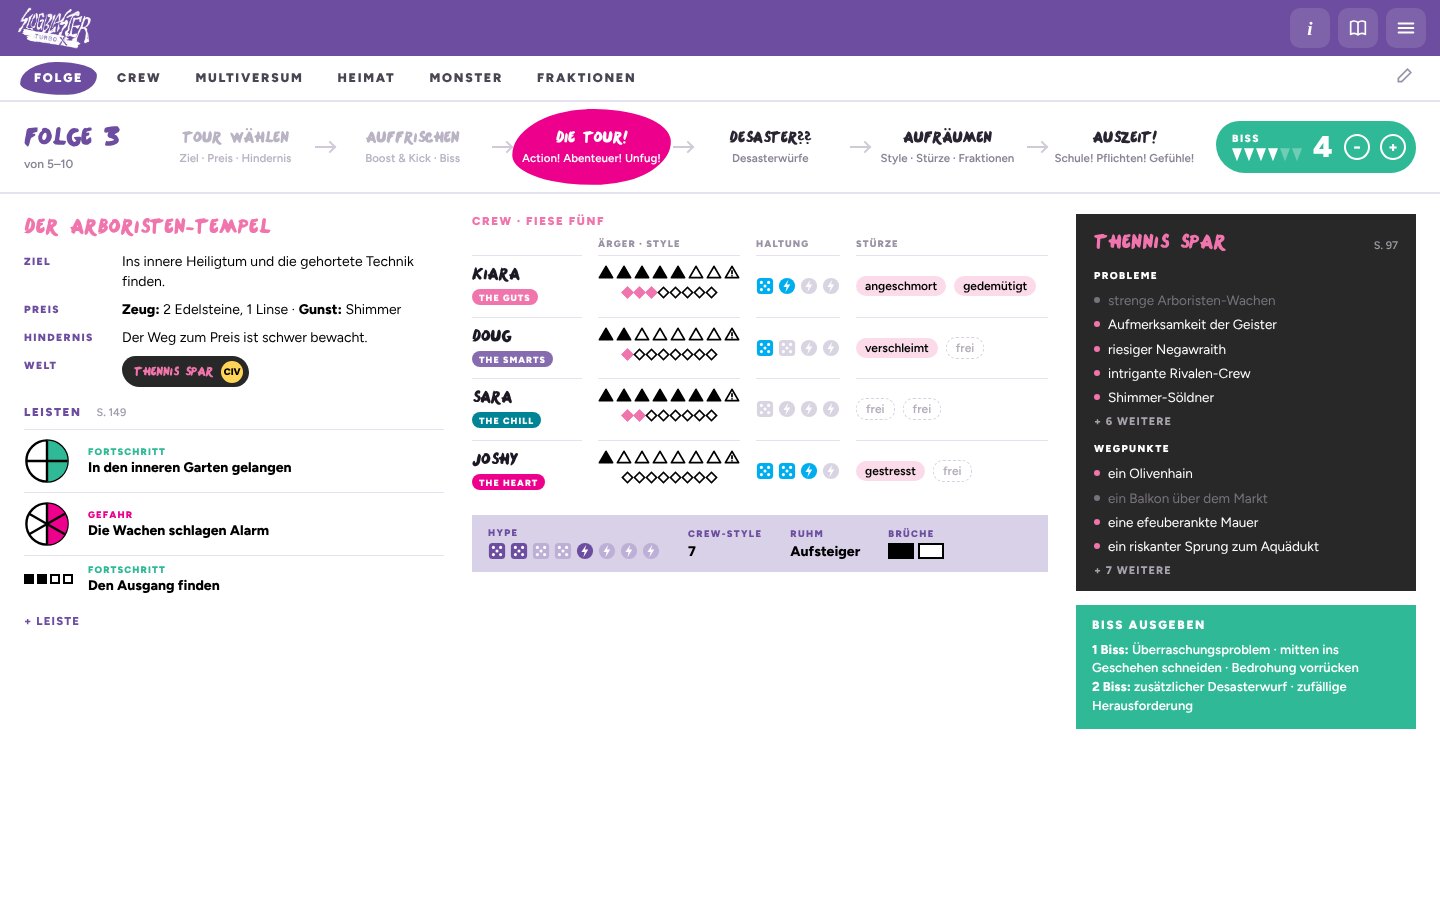 SLUGBLASTER
TURBO X
i
FOLGE
CREW
MULTIVERSUM
HEIMAT
MONSTER
FRAKTIONEN
FOLGE 3
von 5–10
TOUR WÄHLEN
Ziel · Preis · Hindernis
AUFFRISCHEN
Boost & Kick · Biss
DIE TOUR!
Action! Abenteuer! Unfug!
DESASTER??
Desasterwürfe
AUFRÄUMEN
Style · Stürze · Fraktionen
AUSZEIT!
Schule! Pflichten! Gefühle!
BISS
4
-
+
DER ARBORISTEN-TEMPEL
ZIEL
Ins innere Heiligtum und die gehortete Technik
finden.
PREIS
Zeug: 2 Edelsteine, 1 Linse · Gunst: Shimmer
HINDERNIS
Der Weg zum Preis ist schwer bewacht.
WELT
THENNIS SPAR CIV
LEISTEN S. 149
FORTSCHRITT
In den inneren Garten gelangen
GEFAHR
Die Wachen schlagen Alarm
FORTSCHRITT
Den Ausgang finden
+ LEISTE
CREW · FIESE FÜNF
ÄRGER · STYLE
HALTUNG
STÜRZE
KIARA
THE GUTS
angeschmort
gedemütigt
DOUG
THE SMARTS
verschleimt
frei
SARA
THE CHILL
frei
frei
JOSHY
THE HEART
gestresst
frei
HYPE
CREW-STYLE
7
RUHM
Aufsteiger
BRÜCHE
THENNIS SPAR
S. 97
PROBLEME
strenge Arboristen-Wachen
Aufmerksamkeit der Geister
riesiger Negawraith
intrigante Rivalen-Crew
Shimmer-Söldner
+ 6 WEITERE
WEGPUNKTE
ein Olivenhain
ein Balkon über dem Markt
eine efeuberankte Mauer
ein riskanter Sprung zum Aquädukt
+ 7 WEITERE
BISS AUSGEBEN
1 Biss: Überraschungsproblem · mitten ins
Geschehen schneiden · Bedrohung vorrücken
2 Biss: zusätzlicher Desasterwurf · zufällige
Herausforderung